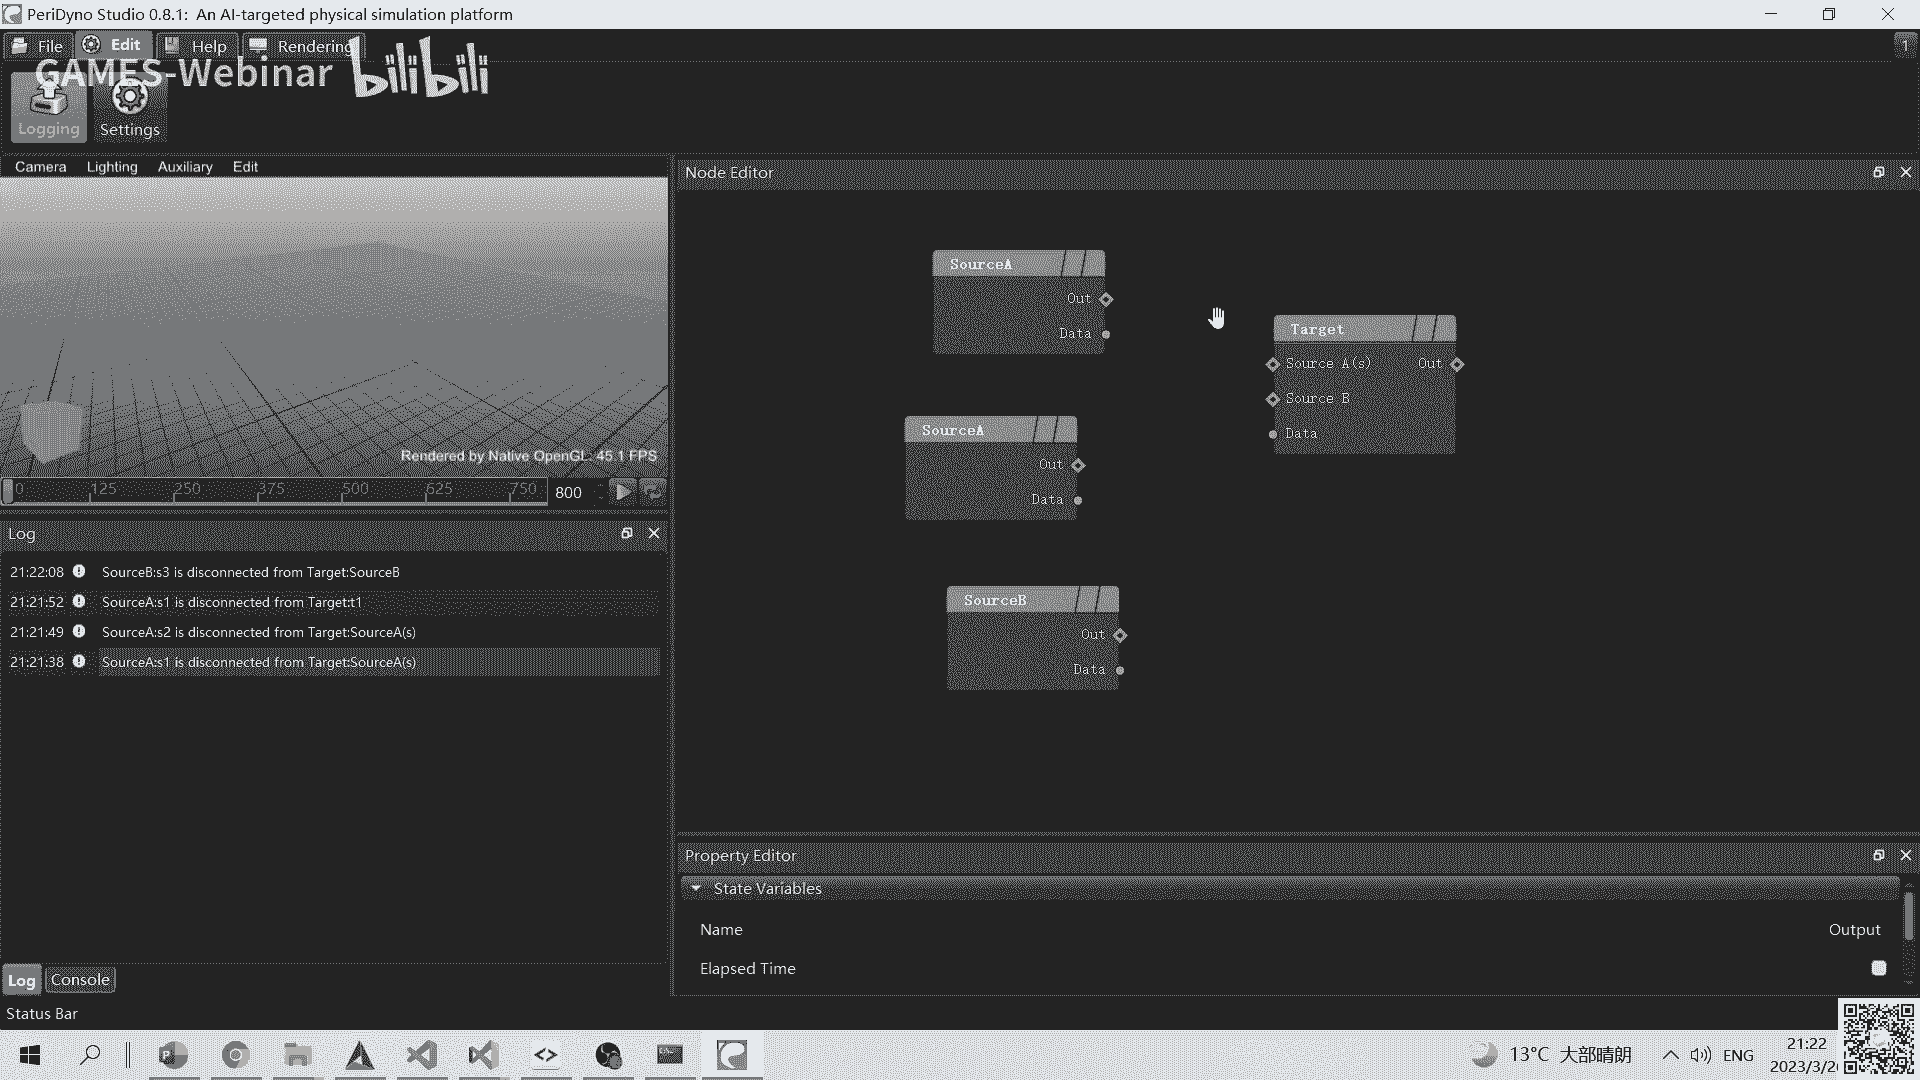 PeriDyno Studio 0.8.1: An AI-targeted physical simulation platform
File Edit Help Rendering 1
GAMES-Webinar bilibili
Logging Settings
Camera Lighting Auxiliary Edit
Rendered by Native OpenGL: 45.1 FPS
0 125 250 375 500 625 750 800
Log
21:22:08 SourceB:s3 is disconnected from Target:SourceB
21:21:52 SourceA:s1 is disconnected from Target:t1
21:21:49 SourceA:s2 is disconnected from Target:SourceA(s)
21:21:38 SourceA:s1 is disconnected from Target:SourceA(s)
Log Console
Status Bar
Node Editor
SourceA
Out
Data
SourceA
Out
Data
SourceB
Out
Data
Target
Source A(s) Out
Source B
Data
Property Editor
State Variables
Name Output
Elapsed Time
13°C 大部晴朗 ENG
21:22